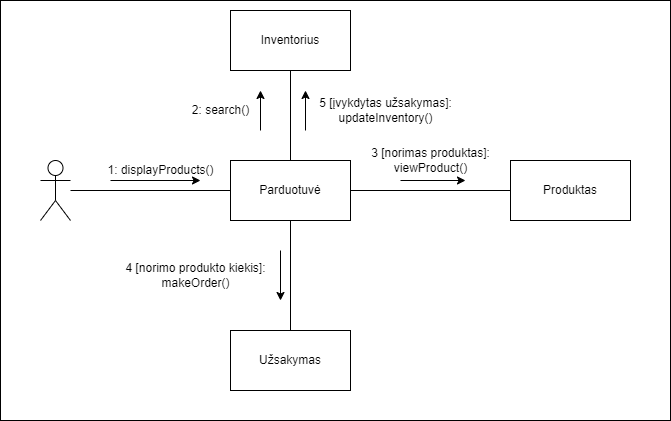 Inventorius
2: search()
5 [įvykdytas užsakymas]:
updateInventory()
1: displayProducts()
Parduotuvė
3 [norimas produktas]:
viewProduct()
Produktas
4 [norimo produkto kiekis]:
makeOrder()
Užsakymas